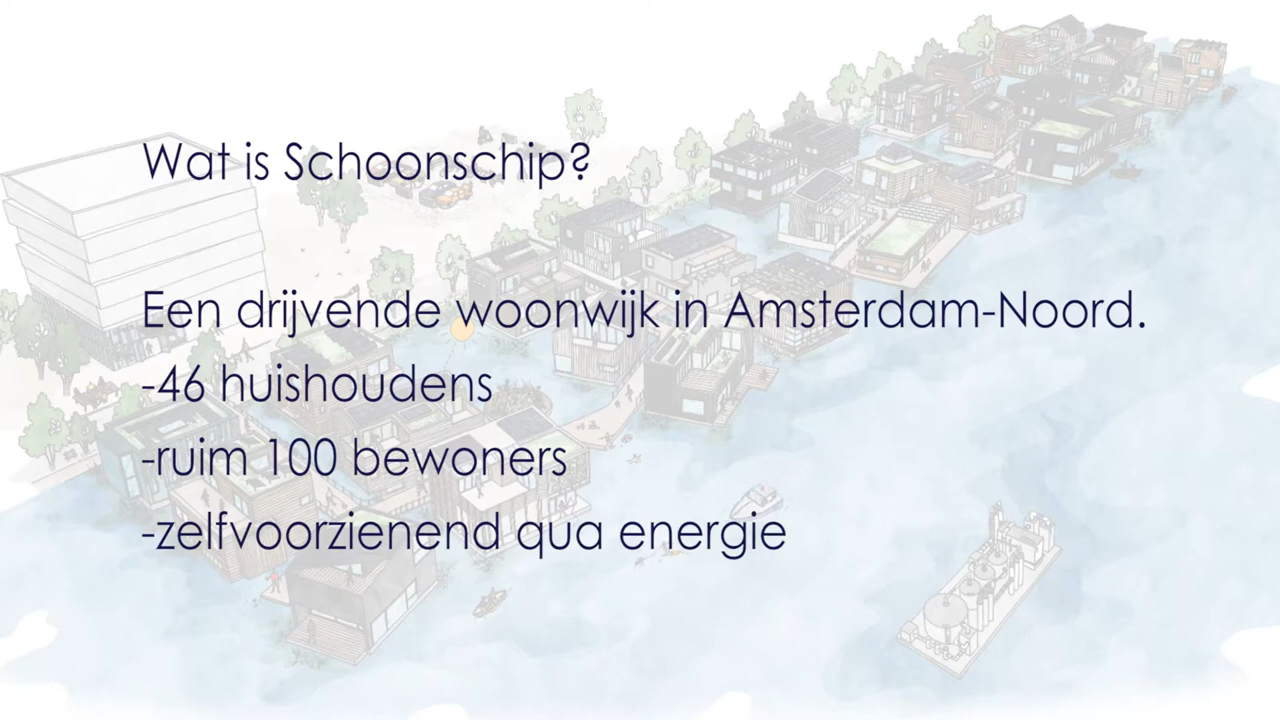 Wat is Schoonschip?
Een drijvende woonwijk in Amsterdam-Noord.
-46 huishoudens
-ruim 100 bewoners
-zelfvoorzienend qua energie